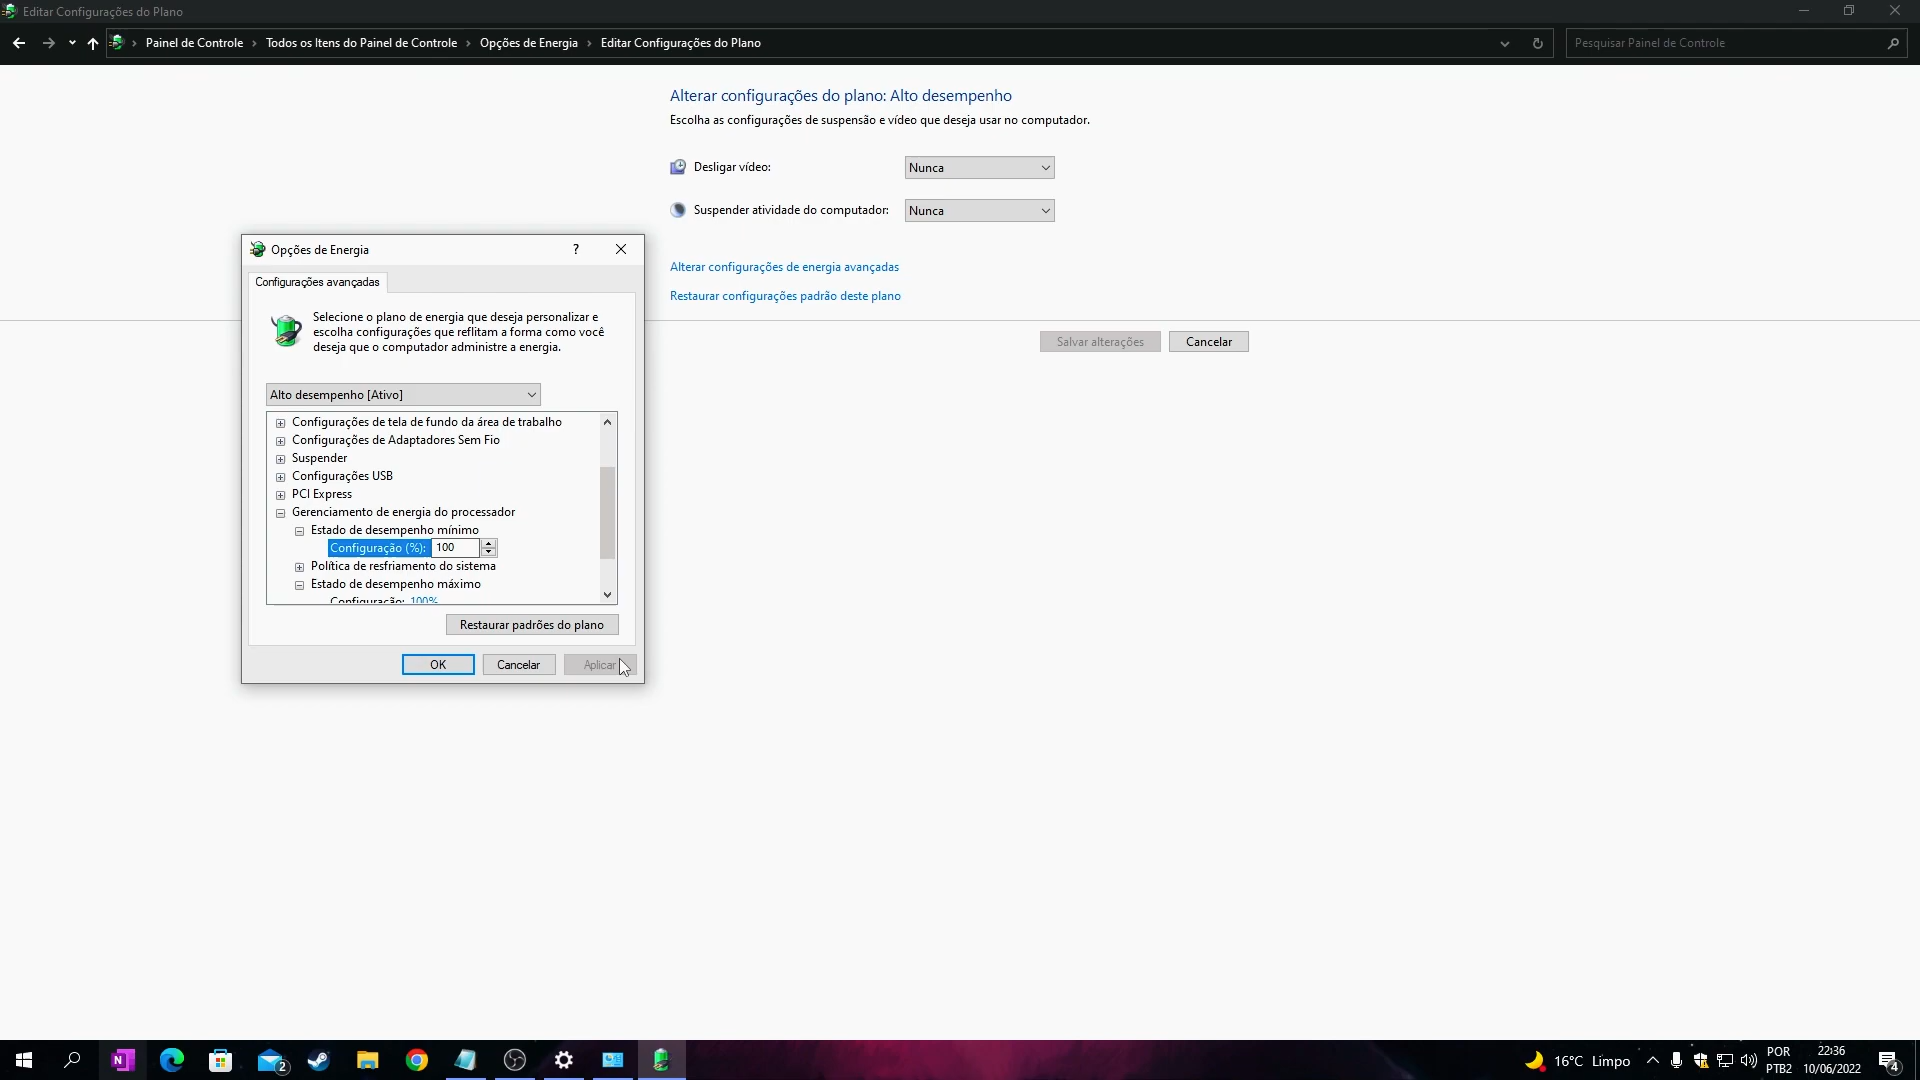 Editar Configurações do Plano
Painel de Controle › Todos os Itens do Painel de Controle › Opções de Energia › Editar Configurações do Plano
Pesquisar Painel de Controle
Alterar configurações do plano: Alto desempenho
Escolha as configurações de suspensão e vídeo que deseja usar no computador.
Desligar vídeo: Nunca
Suspender atividade do computador: Nunca
Alterar configurações de energia avançadas
Restaurar configurações padrão deste plano
Salvar alterações Cancelar
Opções de Energia ?
Configurações avançadas
Selecione o plano de energia que deseja personalizar e
escolha configurações que reflitam a forma como você
deseja que o computador administre a energia.
Alto desempenho [Ativo]
Configurações de tela de fundo da área de trabalho
Configurações de Adaptadores Sem Fio
Suspender
Configurações USB
PCI Express
Gerenciamento de energia do processador
Estado de desempenho mínimo
Configuração (%): 100
Política de resfriamento do sistema
Estado de desempenho máximo
Configuração: 100%
Restaurar padrões do plano
OK Cancelar Aplicar
N 2 16°C Limpo
POR
PTB2
22:36
10/06/2022
4